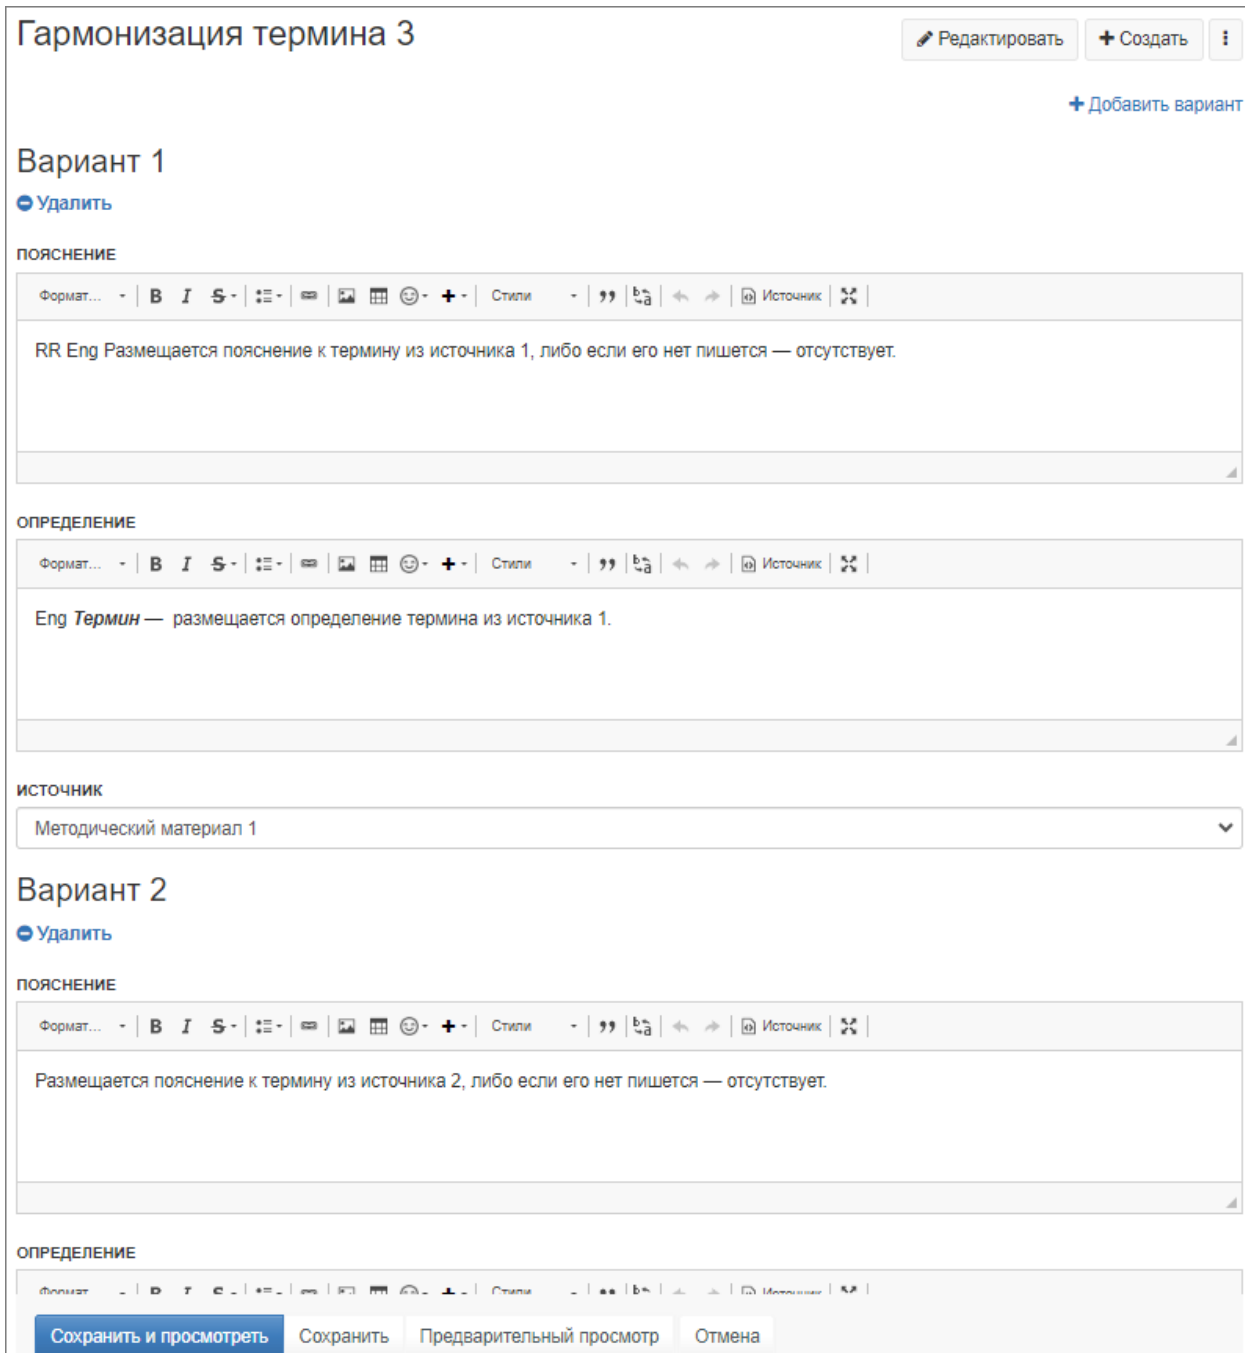 Гармонизация термина 3
Редактировать
Создать
Добавить вариант
Вариант 1
Удалить
ПОЯСНЕНИЕ
Формат... B I S Стили Источник
RR Eng Размещается пояснение к термину из источника 1, либо если его нет пишется — отсутствует.
ОПРЕДЕЛЕНИЕ
Формат... B I S Стили Источник
Eng Термин — размещается определение термина из источника 1.
ИСТОЧНИК
Методический материал 1
Вариант 2
Удалить
ПОЯСНЕНИЕ
Формат... B I S Стили Источник
Размещается пояснение к термину из источника 2, либо если его нет пишется — отсутствует.
ОПРЕДЕЛЕНИЕ
Формат... B I S Стили Источник
Сохранить и просмотреть Сохранить Предварительный просмотр Отмена